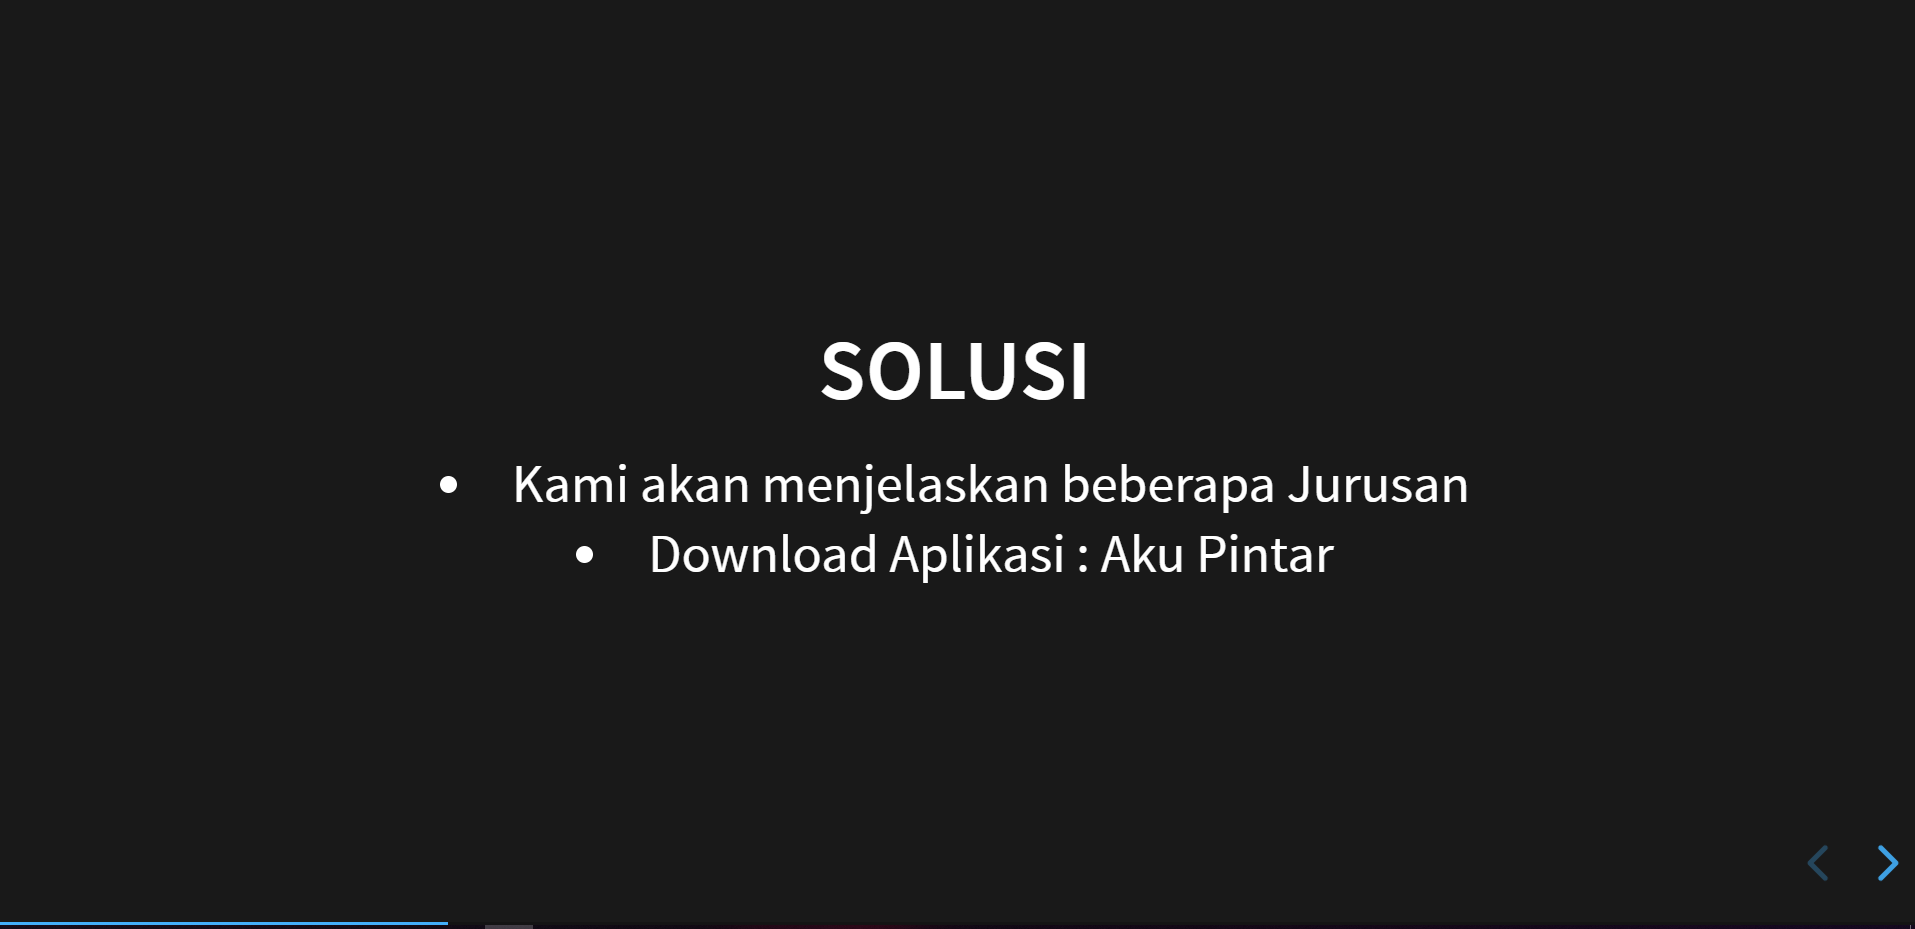 SOLUSI
• Kami akan menjelaskan beberapa Jurusan
• Download Aplikasi : Aku Pintar